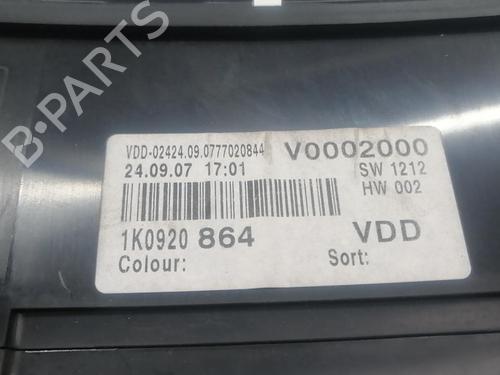 VDD-02424.09.0777020844 V0002000
24.09.07 17:01 SW 1212
HW 002
1K0920 864 VDD
Colour: Sort:
B-PARTS